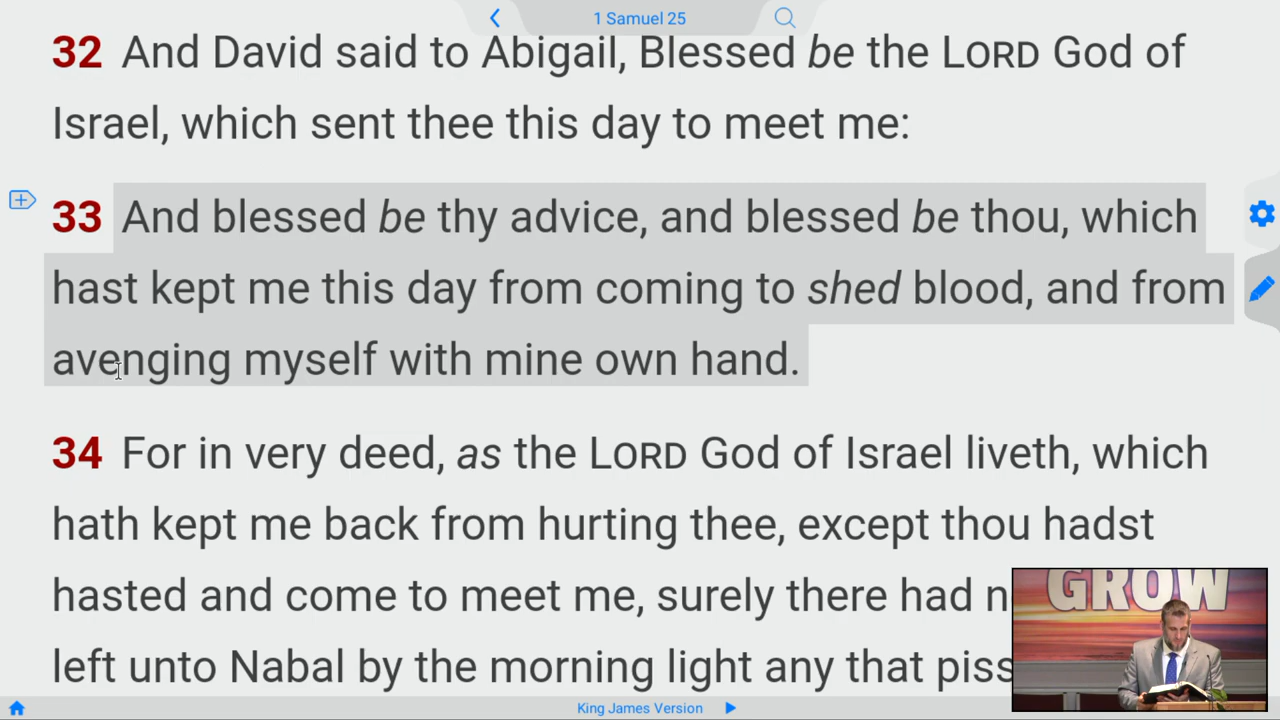 1 Samuel 25
32 And David said to Abigail, Blessed be the LORD God of
Israel, which sent thee this day to meet me:
33 And blessed be thy advice, and blessed be thou, which
hast kept me this day from coming to shed blood, and from
avenging myself with mine own hand.
34 For in very deed, as the LORD God of Israel liveth, which
hath kept me back from hurting thee, except thou hadst
hasted and come to meet me, surely there had n
left unto Nabal by the morning light any that piss
GROW
King James Version